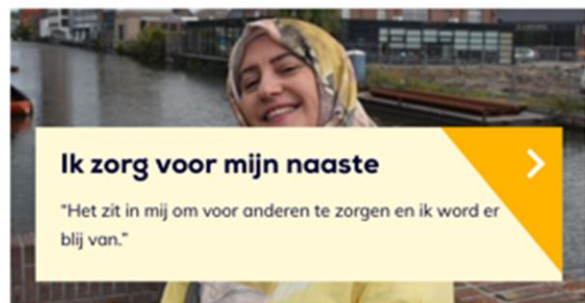 Ik zorg voor mijn naaste
“Het zit in mij om voor anderen te zorgen en ik word er
blij van.”